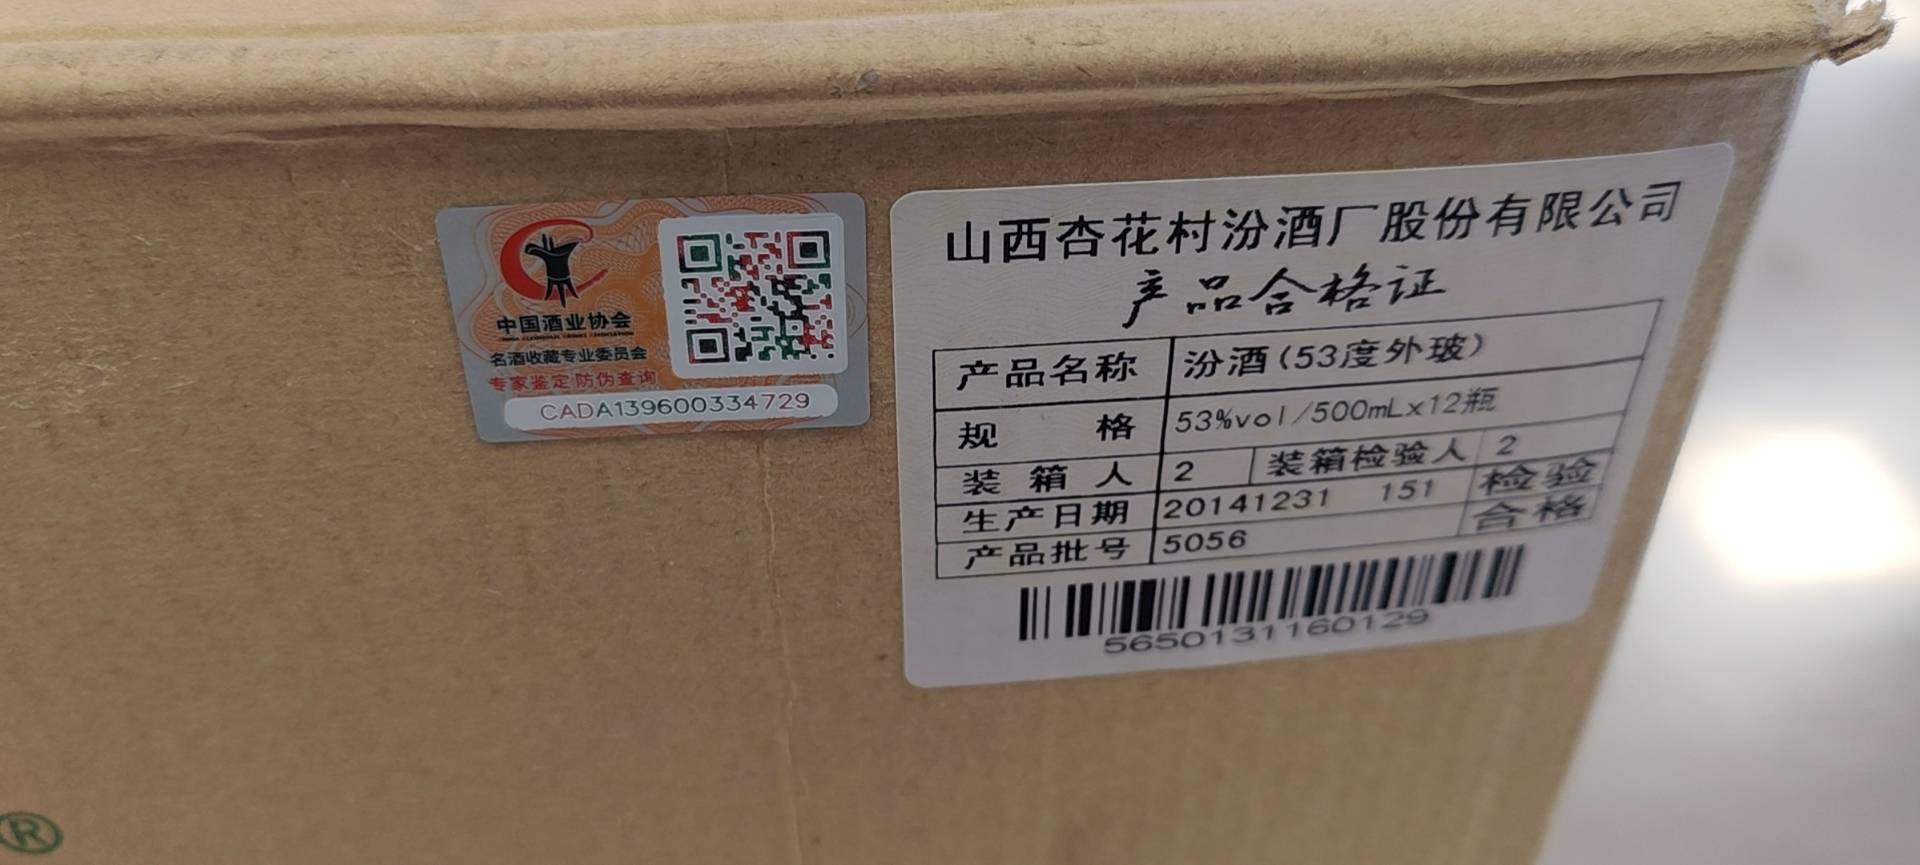 中国酒业协会
名酒收藏专业委员会
专家鉴定 防伪查询
CADA139600334729
山西杏花村汾酒厂股份有限公司
产品合格证
产品名称 汾酒(53度外玻)
规格 53%vol/500mLx12瓶
装箱人 2 装箱检验人 2
生产日期 20141231 151 检验
合格
产品批号 5056
5650131160129
®